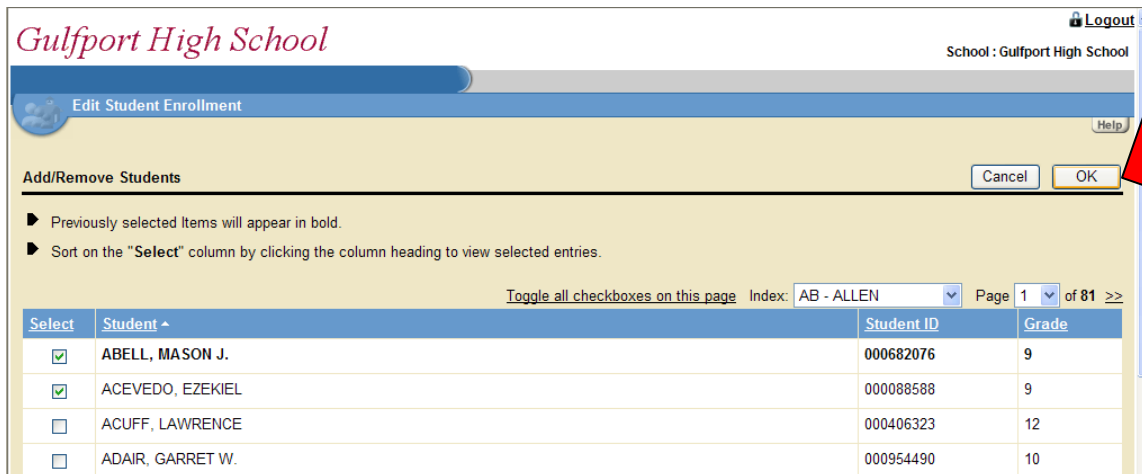 Logout
Gulfport High School
School : Gulfport High School
Edit Student Enrollment
Help
Add/Remove Students
Cancel OK
Previously selected Items will appear in bold.
Sort on the "Select" column by clicking the column heading to view selected entries.
Toggle all checkboxes on this page Index: AB - ALLEN Page 1 of 81 >>
Select Student Student ID Grade
ABELL, MASON J. 000682076 9
ACEVEDO, EZEKIEL 000088588 9
ACUFF, LAWRENCE 000406323 12
ADAIR, GARRET W. 000954490 10